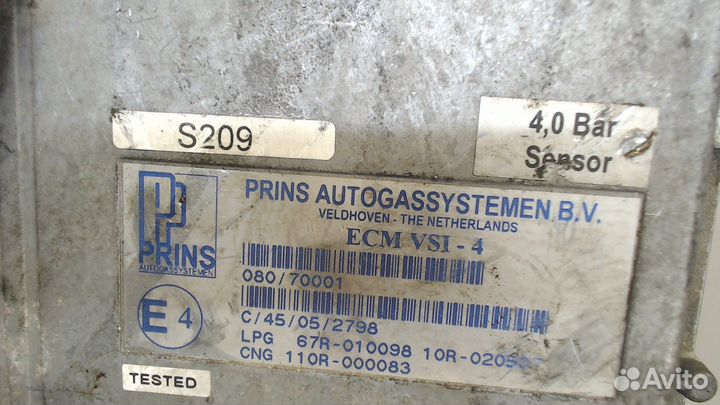 S209
4,0 Bar
Sensor
PRINS AUTOGASSYSTEMEN B.V.
VELDHOVEN - THE NETHERLANDS
ECM VSI - 4
PRINS
AUTOGASSYSTEMEN
080/70001
E 4
C/45/05/2798
LPG 67R-010098
CNG 110R-000083
TESTED
Avito